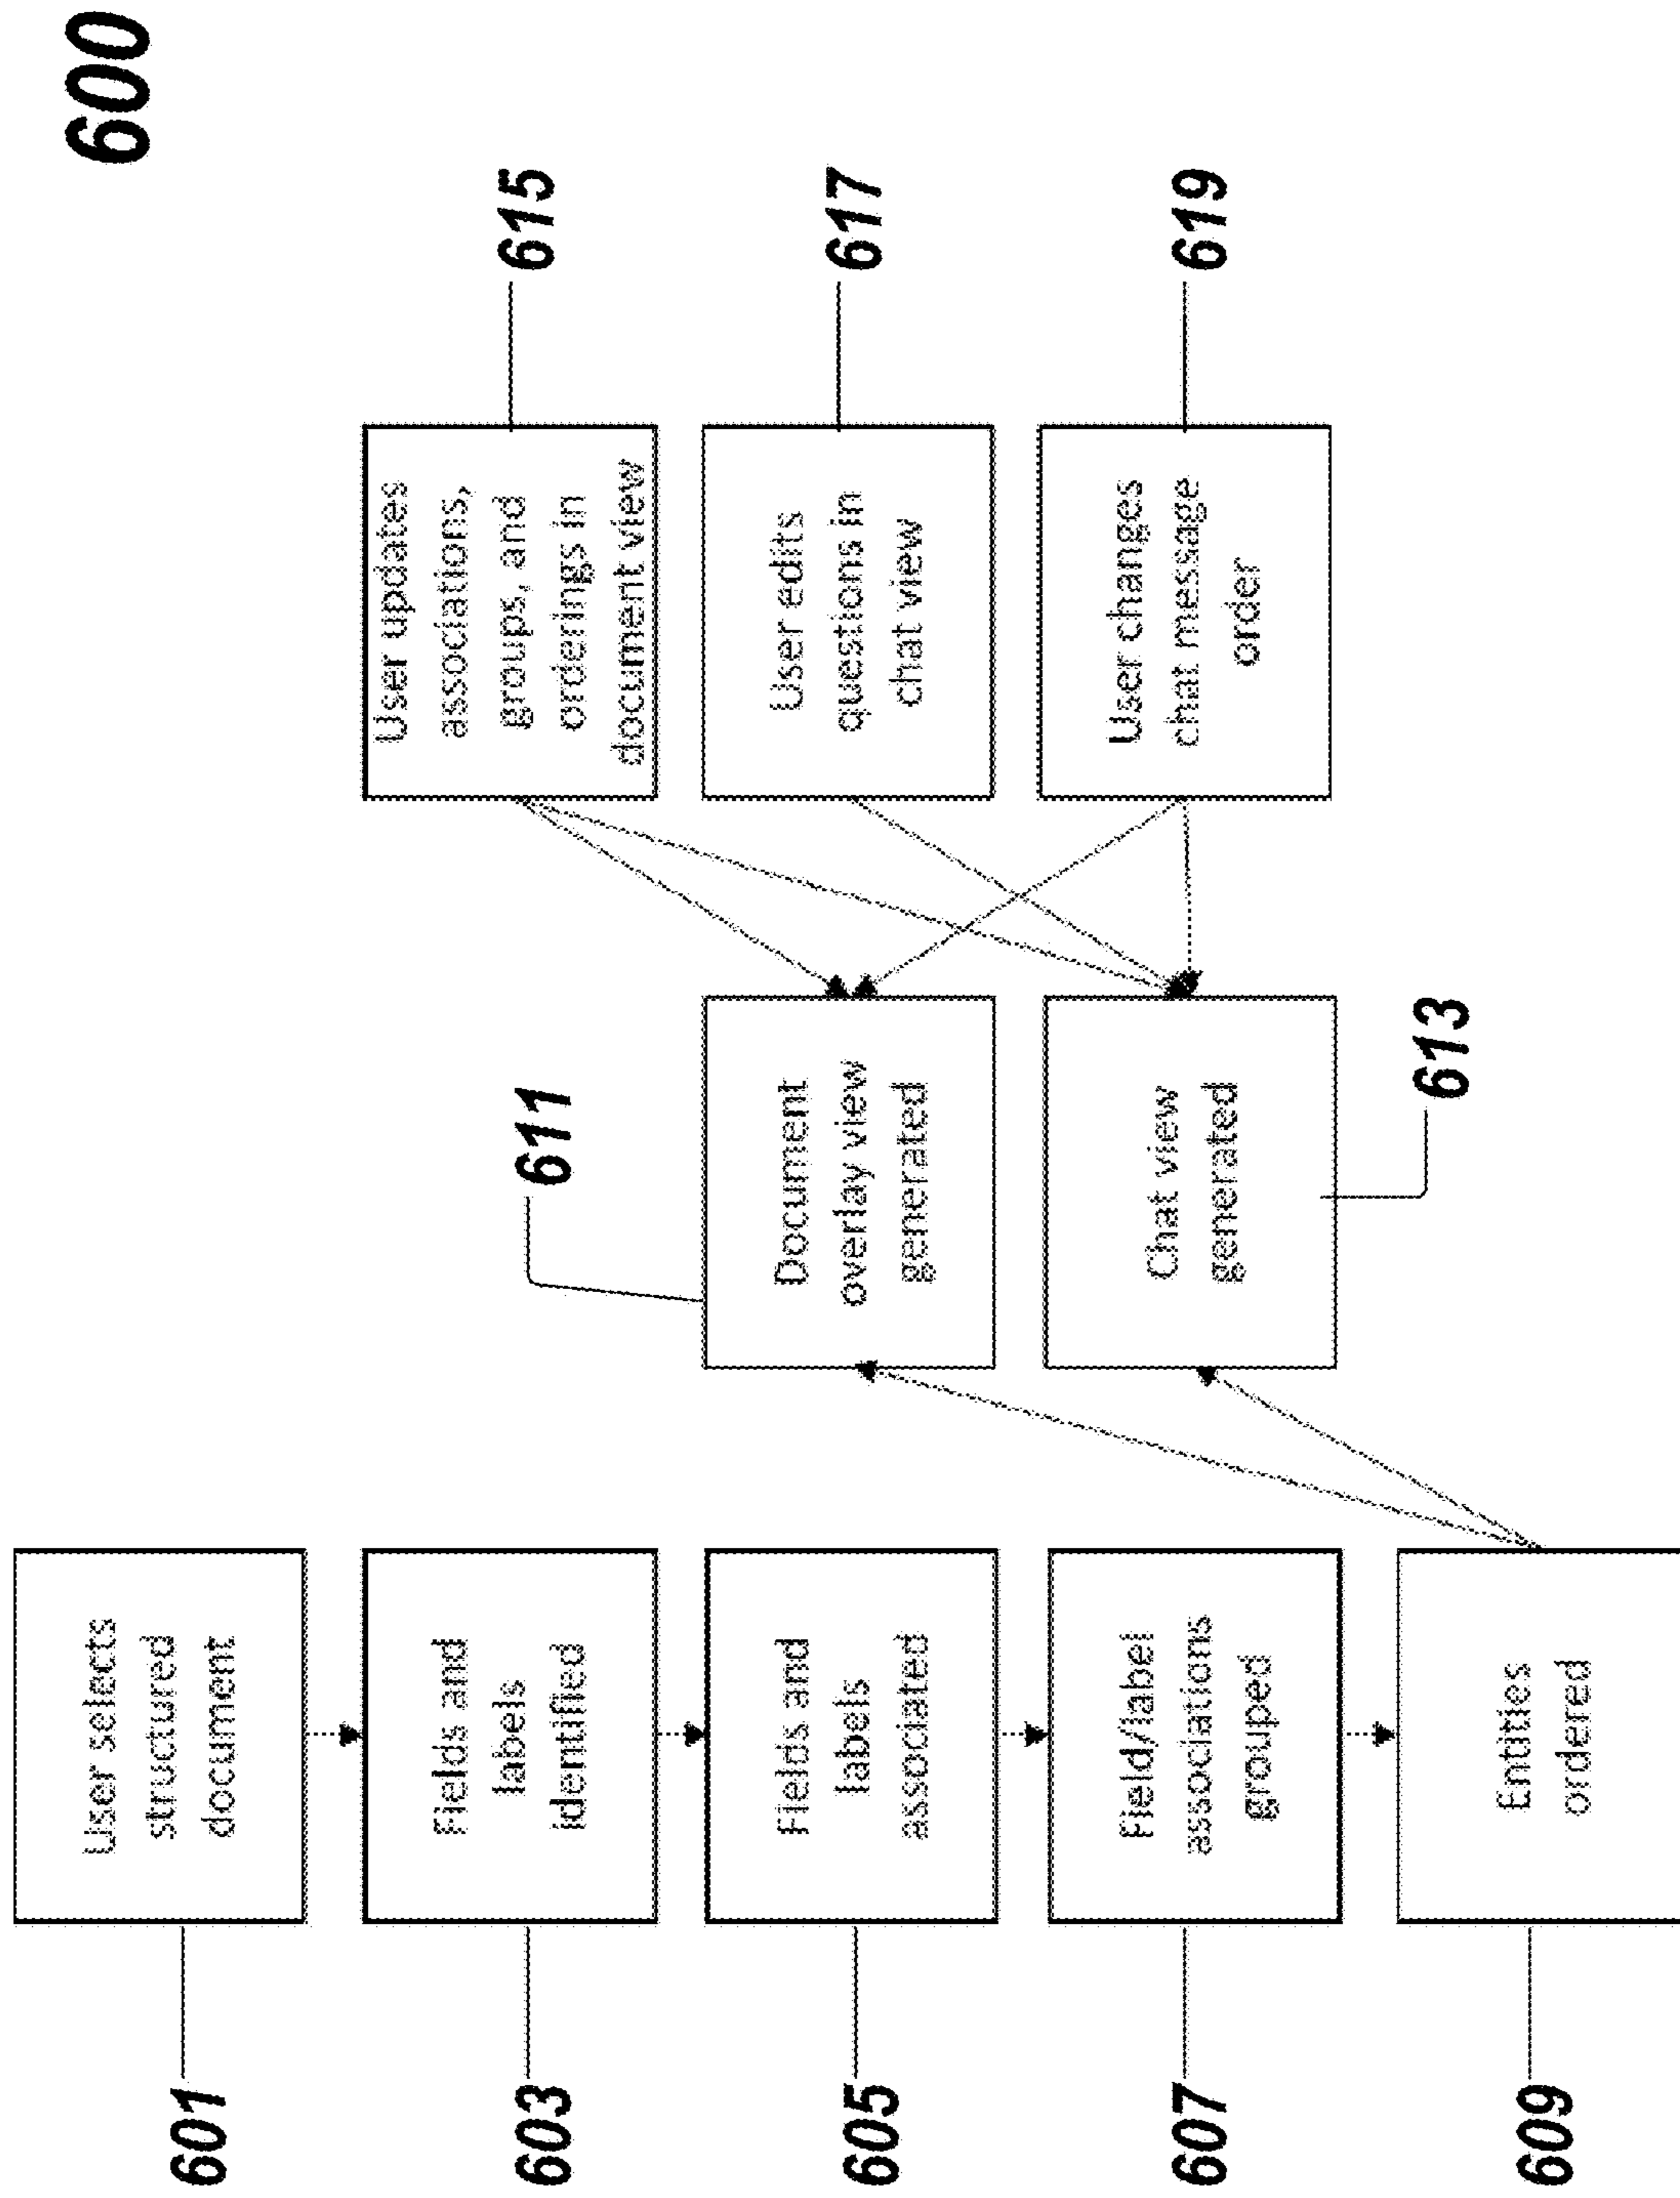 600
601
User selects
structured
document
603
Fields and
labels
identified
605
Fields and
labels
associated
607
Field/label
associations
grouped
609
Entities
ordered
611
Document
overlay view
generated
613
Chat view
generated
615
User updates
associations,
groups, and
orderings in
document view
617
User edits
questions in
chat view
619
User changes
chat message
order